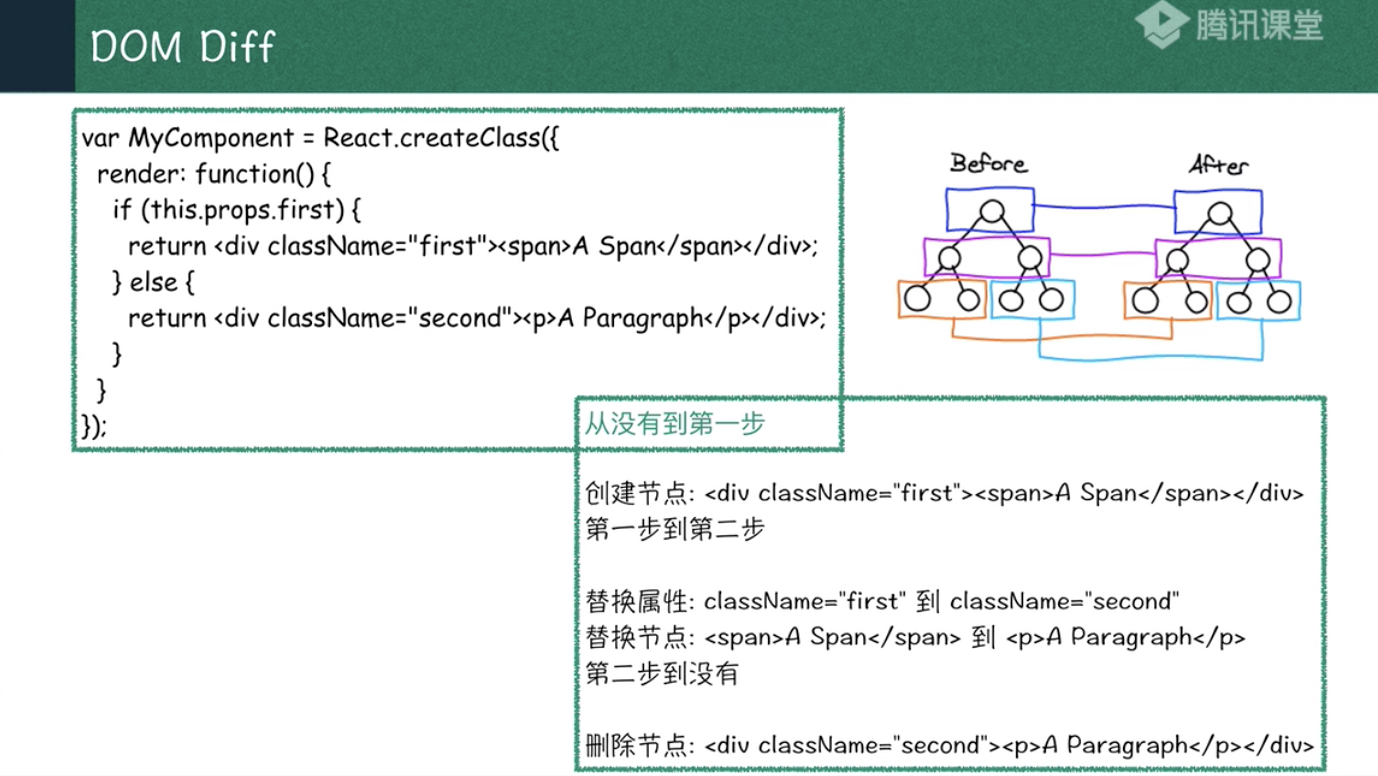 DOM Diff
腾讯课堂
var MyComponent = React.createClass({
render: function() {
if (this.props.first) {
return <div className="first"><span>A Span</span></div>;
} else {
return <div className="second"><p>A Paragraph</p></div>;
}
}
});
Before
After
从没有到第一步
创建节点: <div className="first"><span>A Span</span></div>
第一步到第二步
替换属性: className="first" 到 className="second"
替换节点: <span>A Span</span> 到 <p>A Paragraph</p>
第二步到没有
删除节点: <div className="second"><p>A Paragraph</p></div>